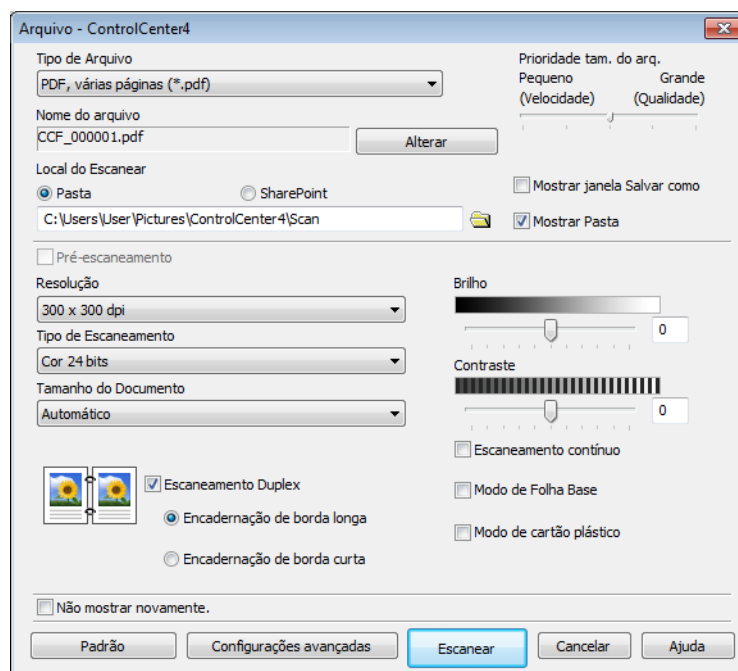 Arquivo - ControlCenter4
Tipo de Arquivo
PDF, várias páginas (*.pdf)
Prioridade tam. do arq.
Pequeno Grande
(Velocidade) (Qualidade)
Nome do arquivo
CCF_000001.pdf
Alterar
Local do Escanear
Pasta
SharePoint
C:\Users\User\Pictures\ControlCenter4\Scan
Mostrar janela Salvar como
Mostrar Pasta
Pré-escaneamento
Resolução
300 x 300 dpi
Tipo de Escaneamento
Cor 24 bits
Tamanho do Documento
Automático
Brilho
0
Contraste
0
Escaneamento contínuo
Modo de Folha Base
Modo de cartão plástico
Escaneamento Duplex
Encadernação de borda longa
Encadernação de borda curta
Não mostrar novamente.
Padrão
Configurações avançadas
Escanear
Cancelar
Ajuda